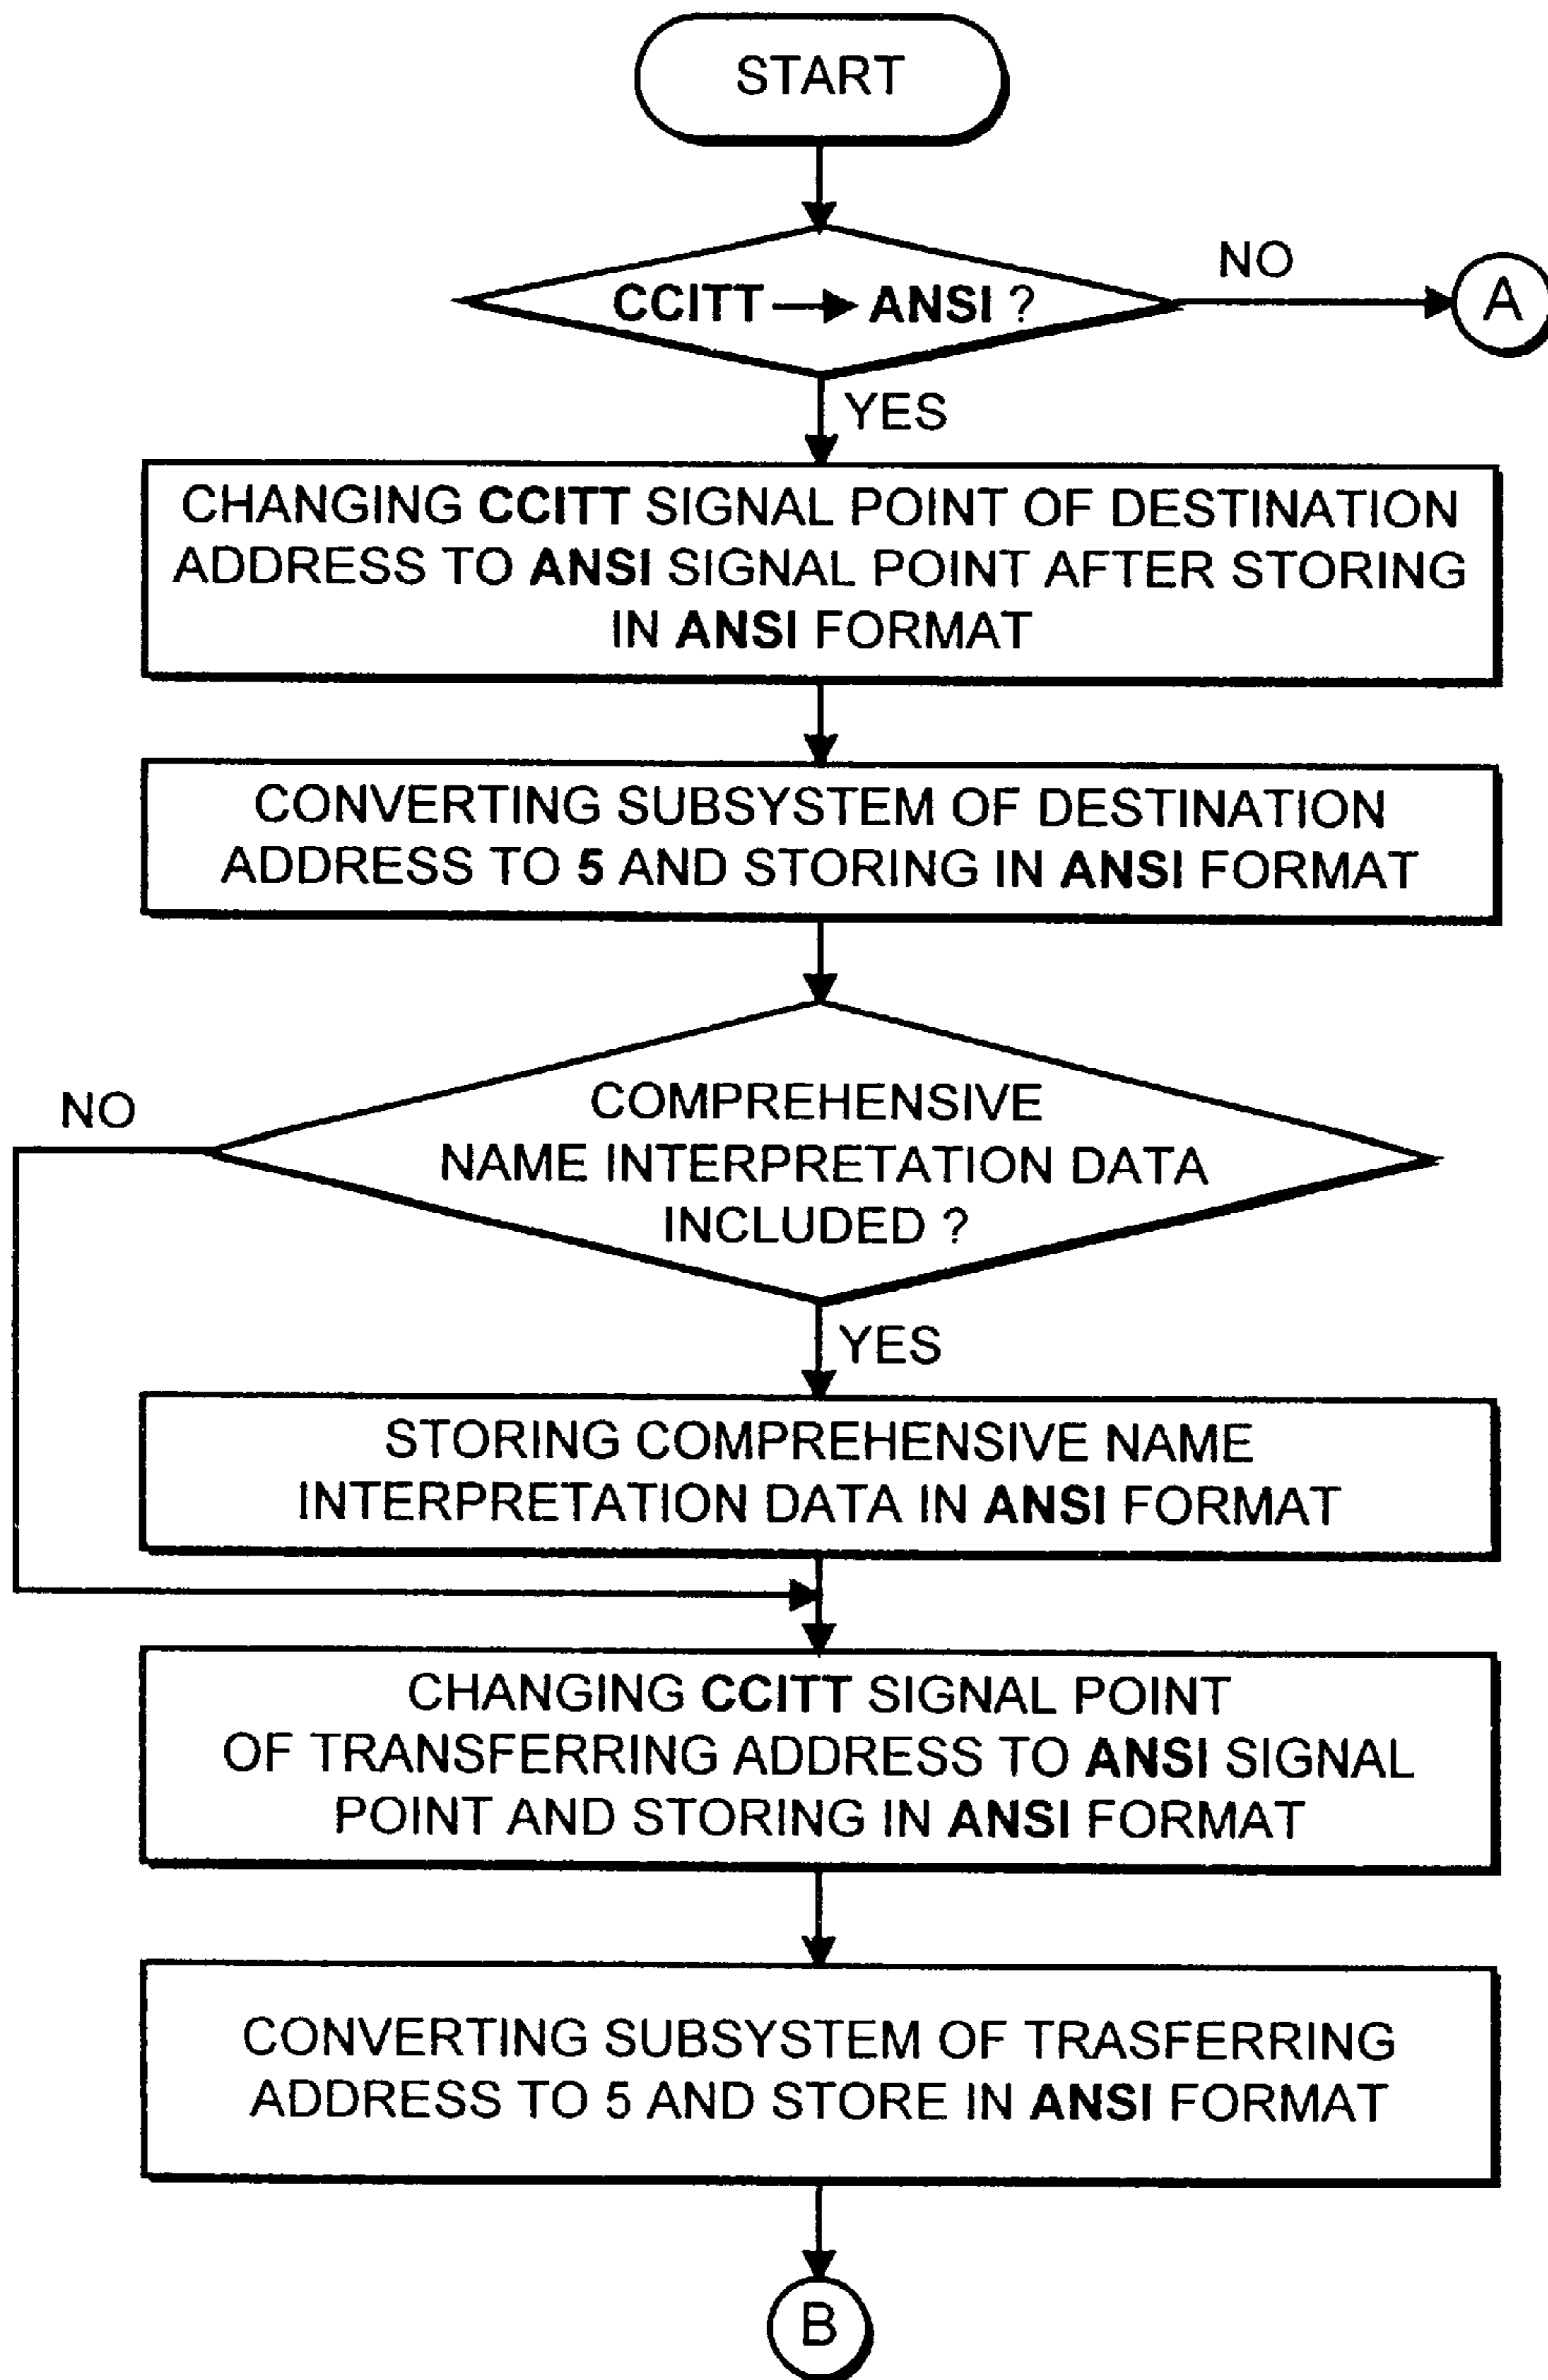 START
CCITT → ANSI ?
NO
A
YES
CHANGING CCITT SIGNAL POINT OF DESTINATION
ADDRESS TO ANSI SIGNAL POINT AFTER STORING
IN ANSI FORMAT
CONVERTING SUBSYSTEM OF DESTINATION
ADDRESS TO 5 AND STORING IN ANSI FORMAT
NO
COMPREHENSIVE
NAME INTERPRETATION DATA
INCLUDED ?
YES
STORING COMPREHENSIVE NAME
INTERPRETATION DATA IN ANSI FORMAT
CHANGING CCITT SIGNAL POINT
OF TRANSFERRING ADDRESS TO ANSI SIGNAL
POINT AND STORING IN ANSI FORMAT
CONVERTING SUBSYSTEM OF TRASFERRING
ADDRESS TO 5 AND STORE IN ANSI FORMAT
B